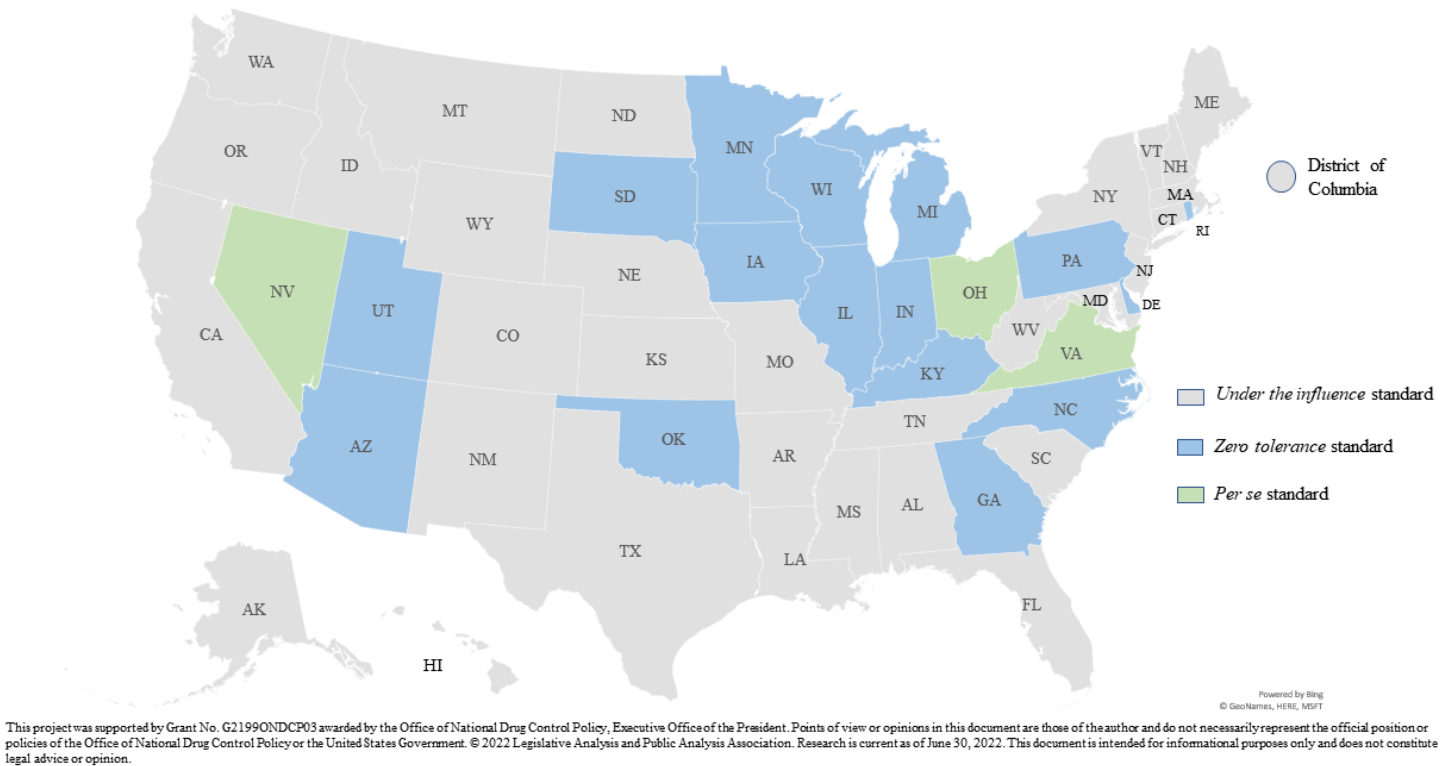 WA
MT
ND
ME
OR
ID
MN
VT
NH
District of
Columbia
SD
WI
MI
NY
MA
WY
CT
RI
NE
IA
PA
NJ
NV
UT
IL
IN
OH
MD
DE
CA
CO
KS
MO
WV
VA
KY
Under the influence standard
NC
TN
AZ
NM
OK
AR
SC
Zero tolerance standard
MS
AL
GA
Per se standard
TX
LA
FL
AK
HI
Powered by Bing
© GeoNames, HERE, MSFT
This project was supported by Grant No. G2199ONDCP03 awarded by the Office of National Drug Control Policy, Executive Office of the President. Points of view or opinions in this document are those of the author and do not necessarily represent the official position or
policies of the Office of National Drug Control Policy or the United States Government. © 2022 Legislative Analysis and Public Analysis Association. Research is current as of June 30, 2022. This document is intended for informational purposes only and does not constitute
legal advice or opinion.